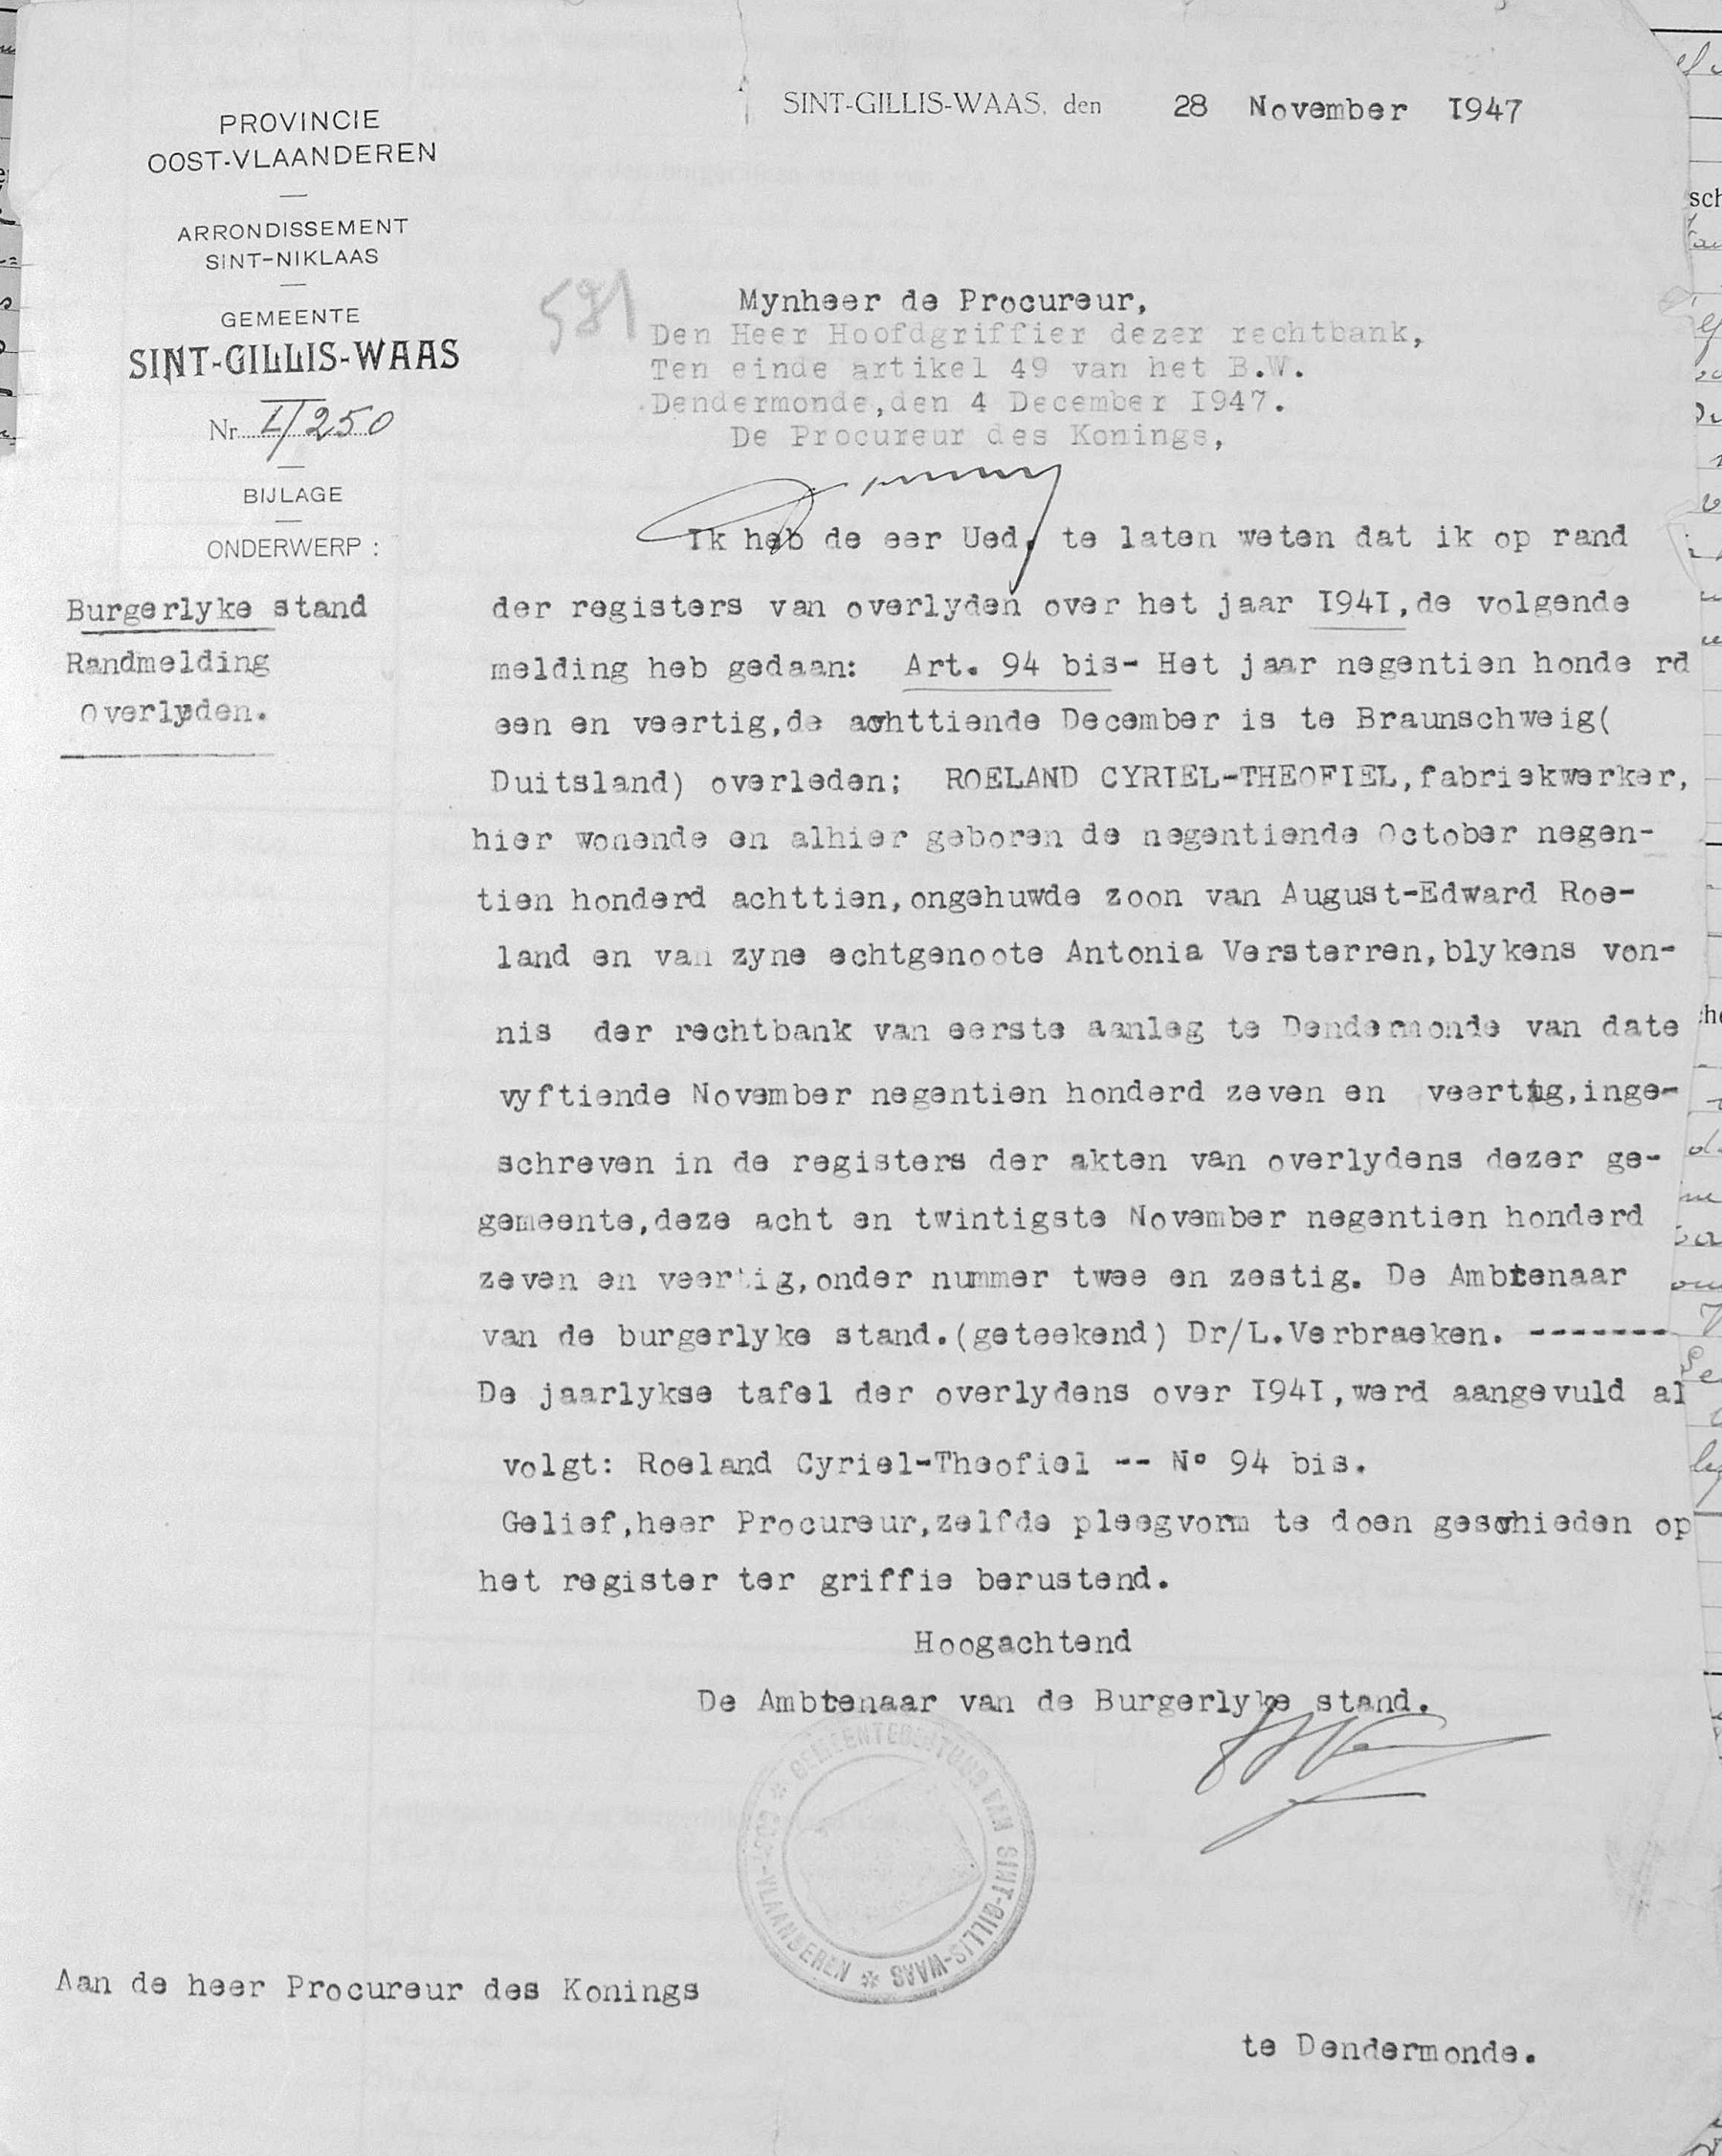 SINT-GILLIS-WAAS, den 28 November 1947
PROVINCIE
OOST-VLAANDEREN
ARRONDISSEMENT
SINT-NIKLAAS
GEMEENTE
SINT-GILLIS-WAAS
Nr. I/250
BIJLAGE
ONDERWERP :
Burgerlyke stand
Randmelding
Overlyden.
581
Mynheer de Procureur,
Den Heer Hoofdgriffier dezer rechtbank,
Ten einde artikel 49 van het B.W.
Dendermonde,den 4 December 1947.
De Procureur des Konings,
Ik heb de eer Ued. te laten weten dat ik op rand
der registers van overlyden over het jaar 1941,de volgende
melding heb gedaan: Art. 94 bis- Het jaar negentien honde rd
een en veertig,de achttiende December is te Braunschweig(
Duitsland) overleden; ROELAND CYRIEL-THEOFIEL,fabriekwerker,
hier wonende en alhier geboren de negentiende October negen-
tien honderd achttien,ongehuwde zoon van August-Edward Roe-
land en van zyne echtgenoote Antonia Versterren,blykens von-
nis der rechtbank van eerste aanleg te Dendermonde van date
vyftiende November negentien honderd zeven en veertig,inge-
schreven in de registers der akten van overlydens dezer ge-
gemeente,deze acht en twintigste November negentien honderd
zeven en veertig,onder nummer twee en zestig. De Ambtenaar
van de burgerlyke stand.(geteekend) Dr/L.Verbraeken. -------
De jaarlykse tafel der overlydens over 1941,werd aangevuld al
volgt: Roeland Cyriel-Theofiel -- N° 94 bis.
Gelief,heer Procureur,zelfde pleegvorm te doen geschieden op
het register ter griffie berustend.
Hoogachtend
De Ambtenaar van de Burgerlyke stand.
GEMEENTEBESTUUR VAN SINT-GILLIS-WAAS * OOST-VLAANDEREN *
Aan de heer Procureur des Konings
te Dendermonde.